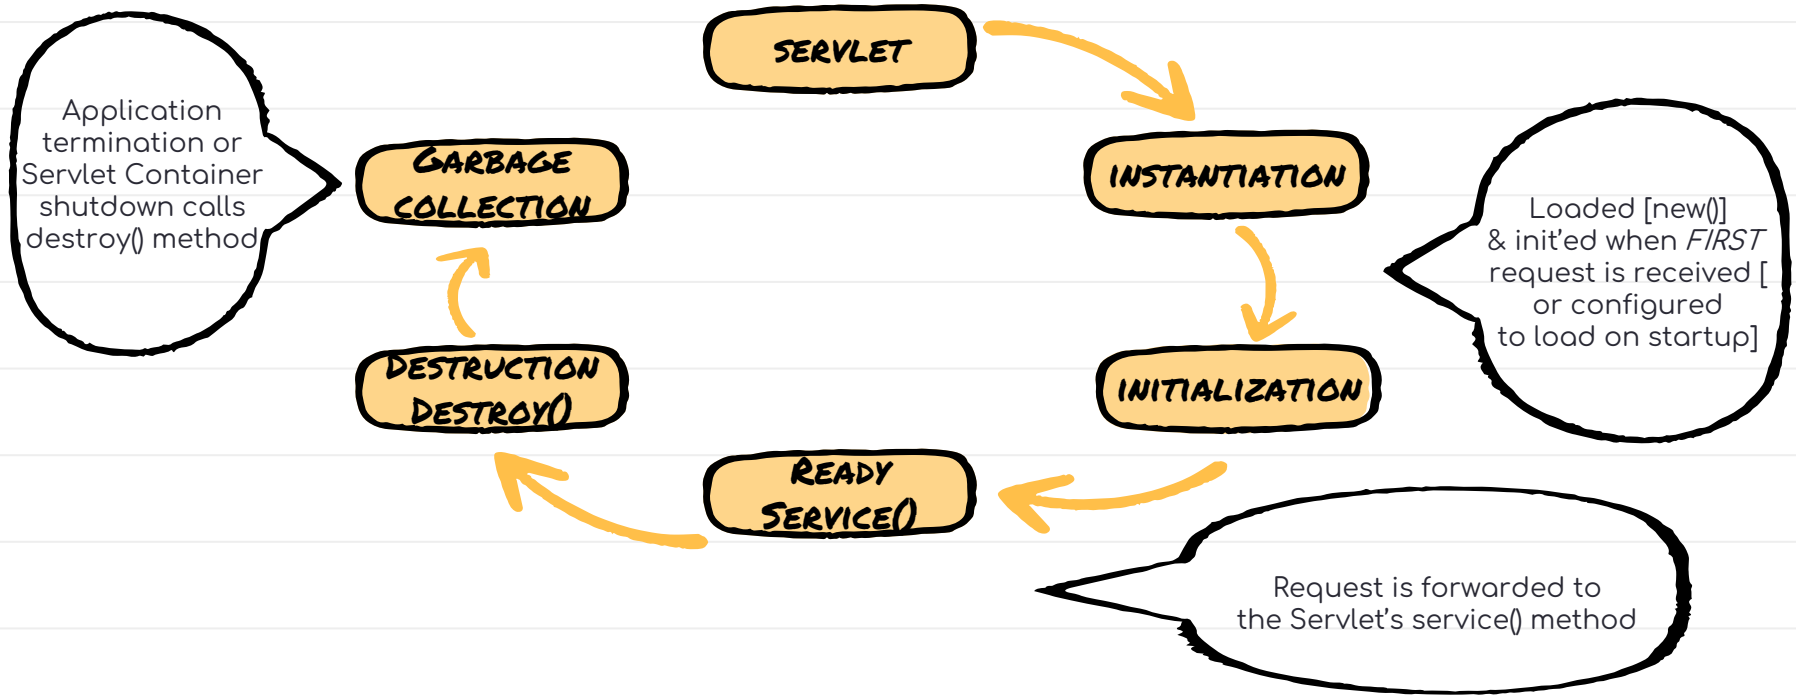 SERVLET
INSTANTIATION
Loaded [new()]
& init’ed when FIRST
request is received [
or configured
to load on startup]
INITIALIZATION
READY
SERVICE()
Request is forwarded to
the Servlet’s service() method
DESTRUCTION
DESTROY()
GARBAGE
COLLECTION
Application
termination or
Servlet Container
shutdown calls
destroy() method